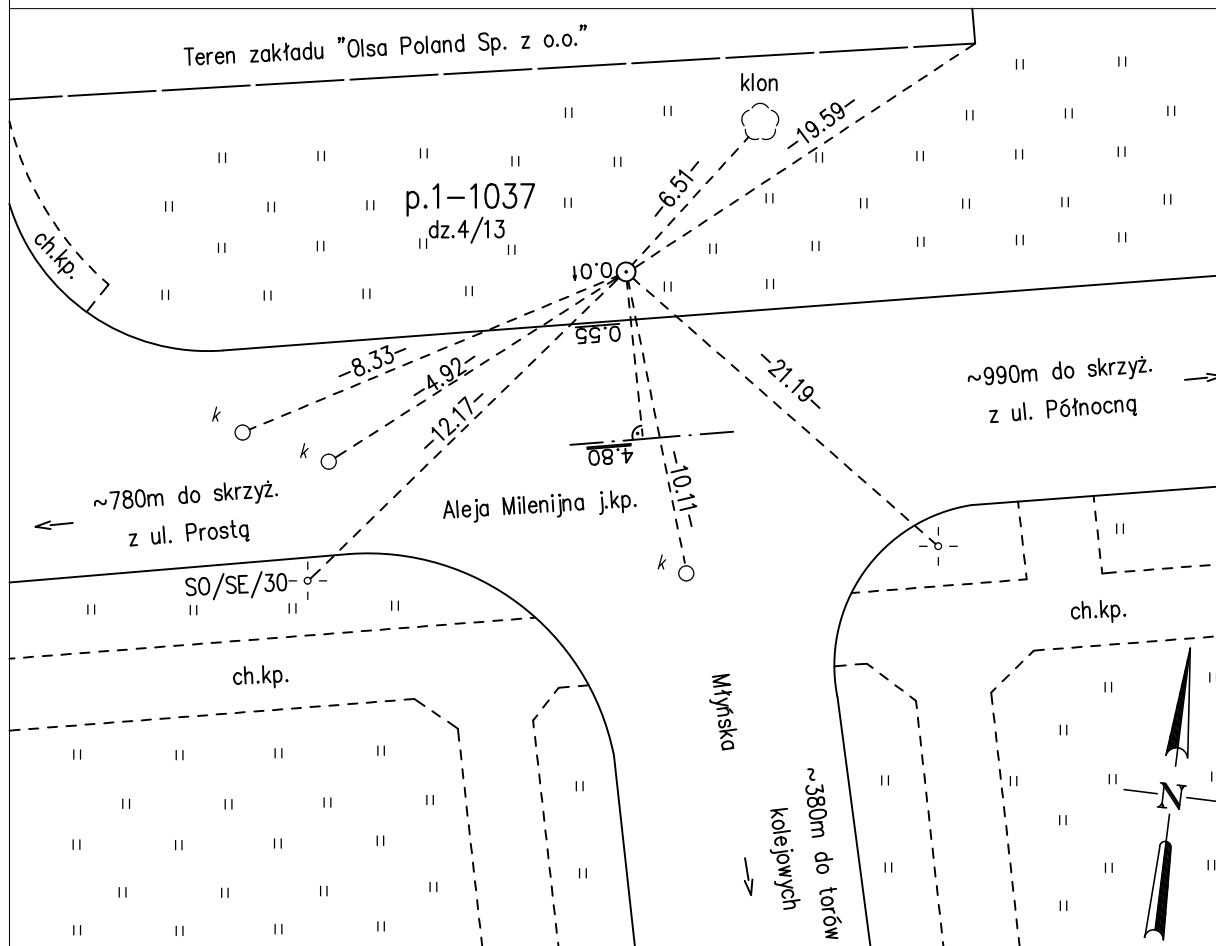 Teren zakładu "Olsa Poland Sp. z o.o."
klon
-19.59-
-6.51-
p.1-1037
dz.4/13
ch.kp.
0.01
0.55
-8.33-
-4.92-
-12.17-
-21.19-
~990m do skrzyż.
z ul. Północną
k
k
4.80
-10.11-
~780m do skrzyż.
z ul. Prostą
Aleja Milenijna j.kp.
k
SO/SE/30
ch.kp.
ch.kp.
Młyńska
~380m do torów
kolejowych
N